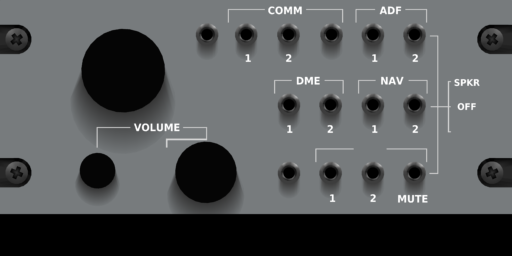 COMM ADF
1 2 1 2
DME NAV SPKR
OFF
1 2 1 2
VOLUME
1 2 MUTE